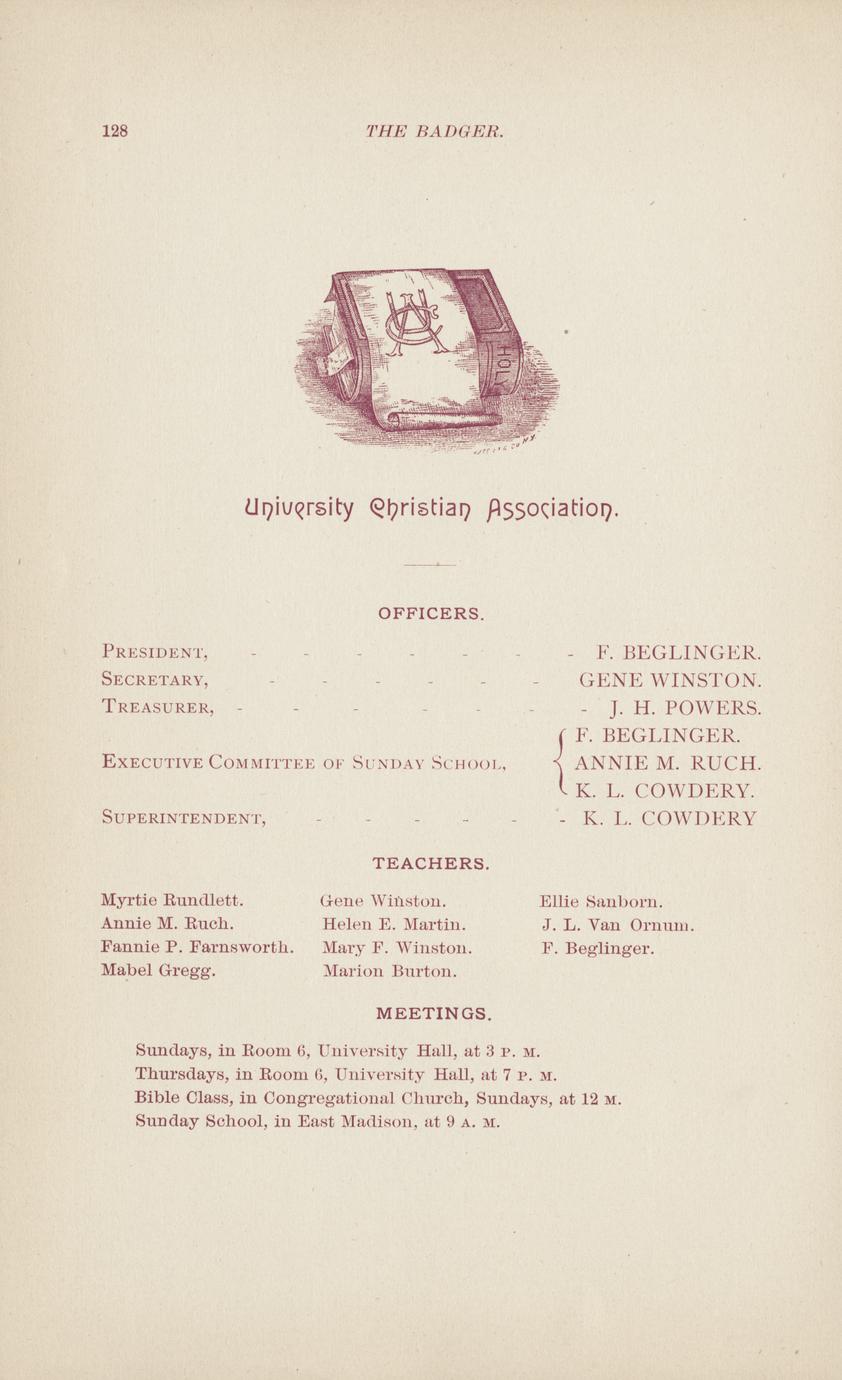 128 THE BADGER.
UCA
HOLY
University Christian Association.
OFFICERS.
PRESIDENT, - - - - - - - F. BEGLINGER.
SECRETARY, - - - - - - GENE WINSTON.
TREASURER, - - - - - - - J. H. POWERS.
EXECUTIVE COMMITTEE OF SUNDAY SCHOOL, { F. BEGLINGER.
ANNIE M. RUCH.
K. L. COWDERY.
SUPERINTENDENT, - - - - - - K. L. COWDERY
TEACHERS.
Myrtie Rundlett. Gene Winston. Ellie Sanborn.
Annie M. Ruch. Helen E. Martin. J. L. Van Ornum.
Fannie P. Farnsworth. Mary F. Winston. F. Beglinger.
Mabel Gregg. Marion Burton.
MEETINGS.
Sundays, in Room 6, University Hall, at 3 P. M.
Thursdays, in Room 6, University Hall, at 7 P. M.
Bible Class, in Congregational Church, Sundays, at 12 M.
Sunday School, in East Madison, at 9 A. M.